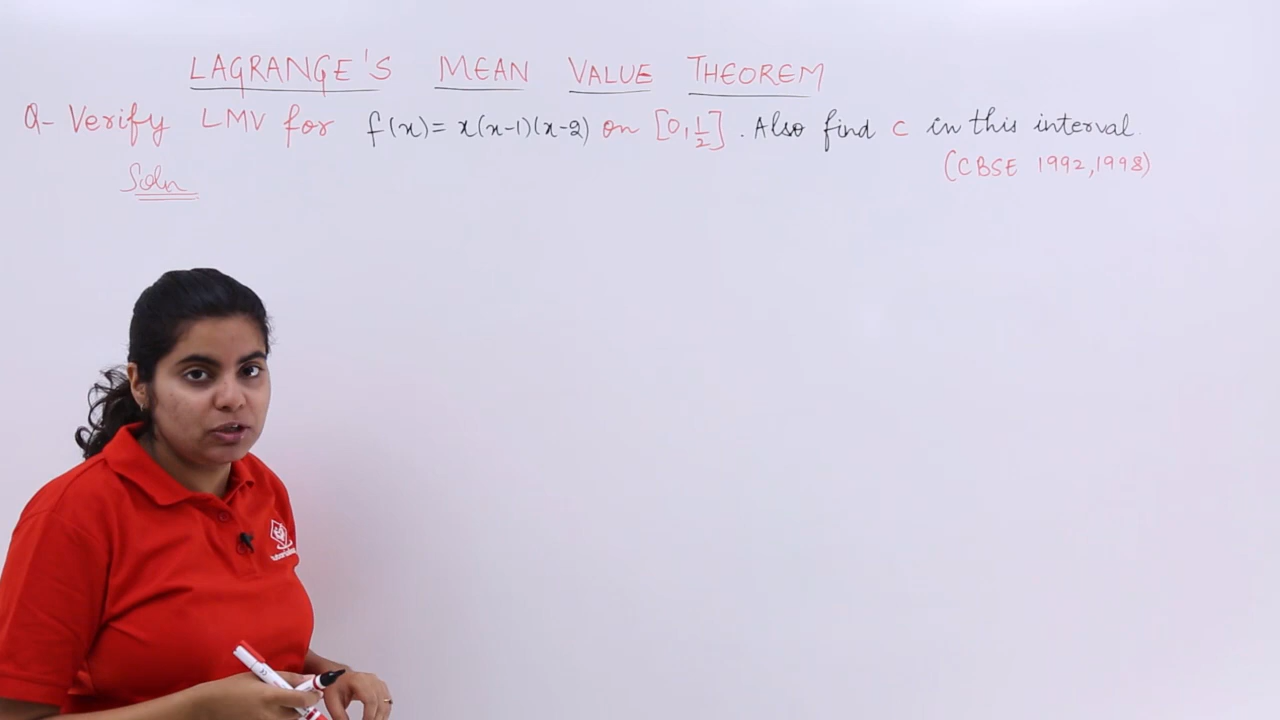 LAGRANGE'S MEAN VALUE THEOREM
Q- Verify LMV for f(x)= x(x-1)(x-2) on [0,1/2]. Also find c in this interval.
(CBSE 1992,1998)
Soln